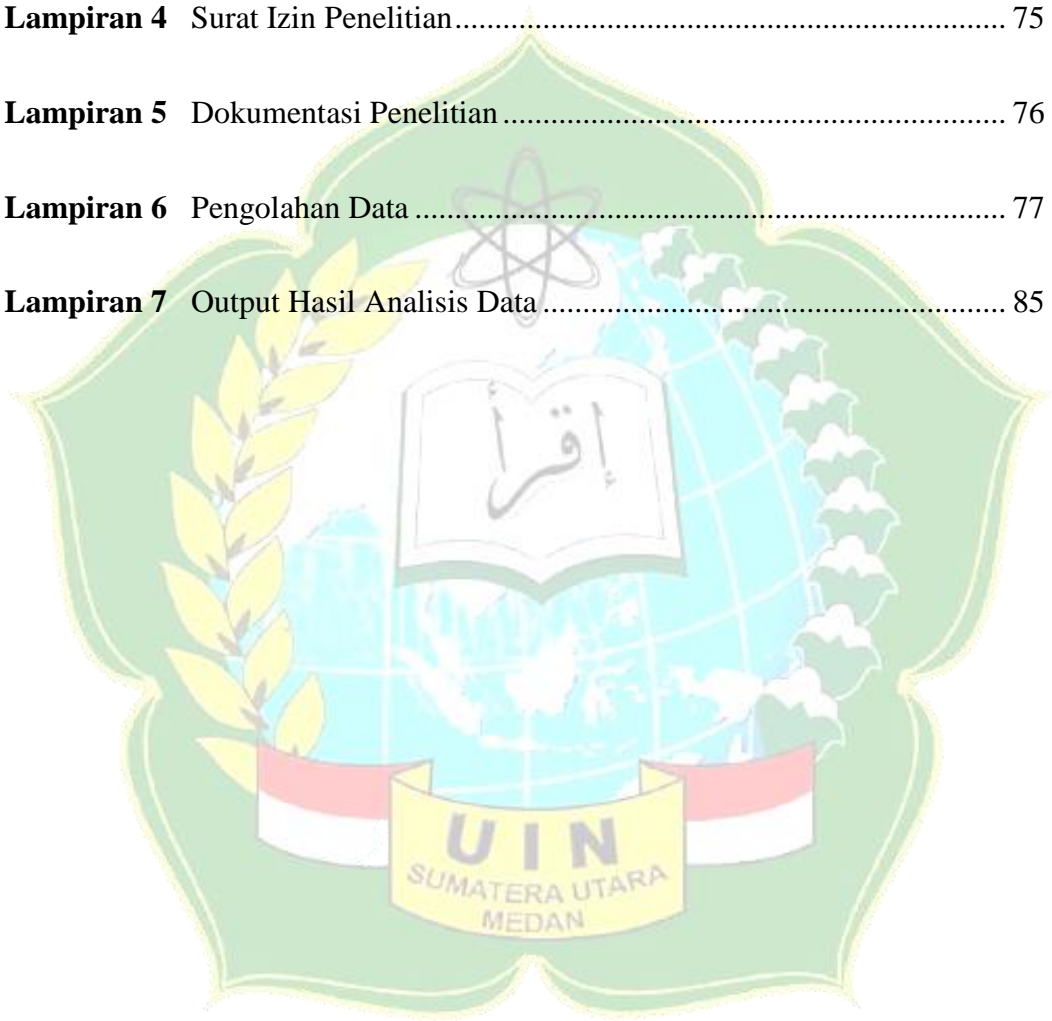 Lampiran 4 Surat Izin Penelitian.......................................................................... 75
Lampiran 5 Dokumentasi Penelitian.................................................................... 76
Lampiran 6 Pengolahan Data............................................................................... 77
Lampiran 7 Output Hasil Analisis Data............................................................... 85
إقرأ
UIN
SUMATERA UTARA
MEDAN